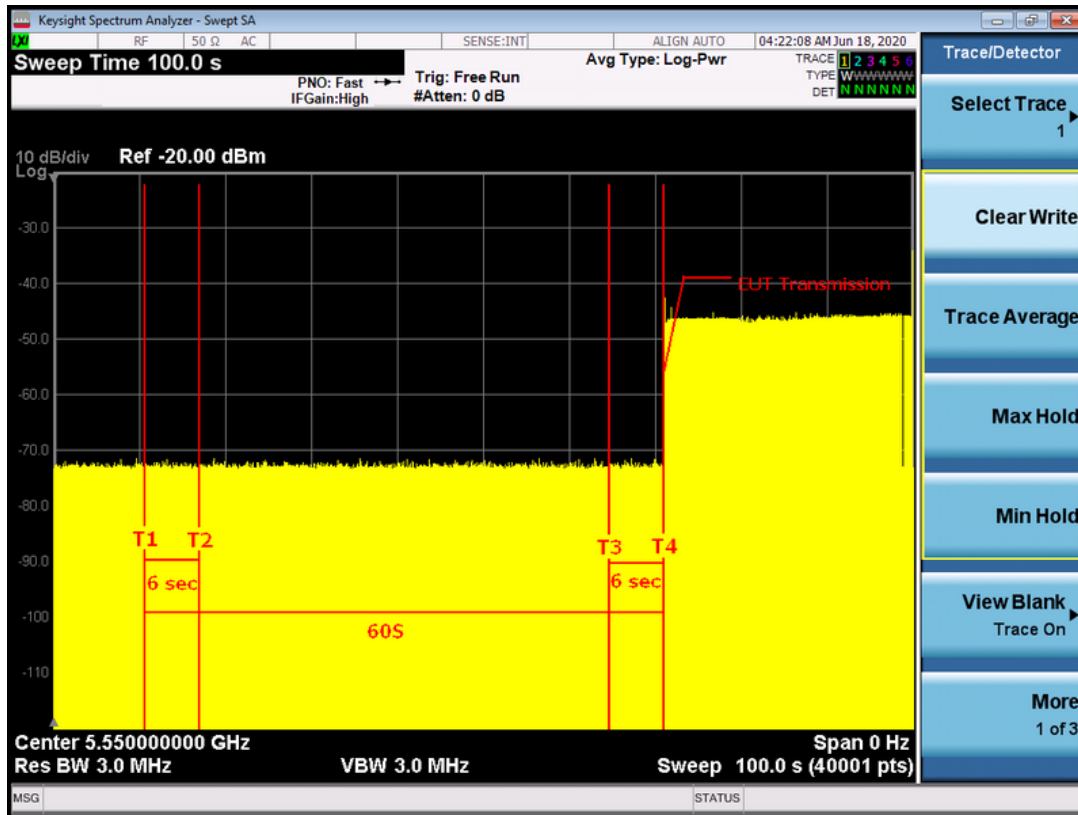 Keysight Spectrum Analyzer - Swept SA
LXI RF 50 Ω AC SENSE:INT ALIGN AUTO 04:22:08 AM Jun 18, 2020
Sweep Time 100.0 s
PNO: Fast
IFGain:High
Trig: Free Run
#Atten: 0 dB
Avg Type: Log-Pwr
TRACE 1 2 3 4 5 6
TYPE WWWWWW
DET N N N N N N
10 dB/div Ref -20.00 dBm
Log
-30.0
-40.0
-50.0
-60.0
-70.0
-80.0
-90.0
-100
-110
EUT Transmission
T1 T2 T3 T4
6 sec 6 sec
60S
Center 5.550000000 GHz Span 0 Hz
Res BW 3.0 MHz VBW 3.0 MHz Sweep 100.0 s (40001 pts)
MSG STATUS
Trace/Detector
Select Trace
1
Clear Write
Trace Average
Max Hold
Min Hold
View Blank
Trace On
More
1 of 3